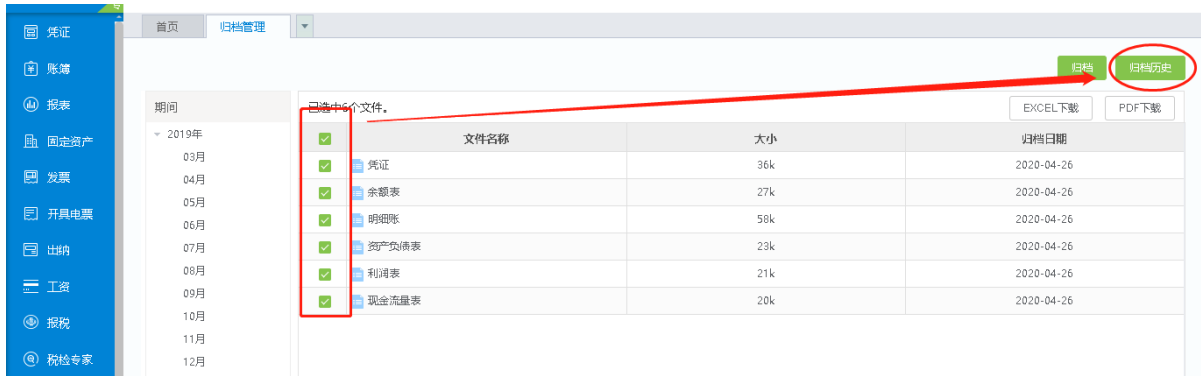 首页 归档管理
凭证
账簿
报表
固定资产
发票
开具电票
出纳
工资
报税
税检专家
归档 归档历史
期间
2019年
03月
04月
05月
06月
07月
08月
09月
10月
11月
12月
已选中6个文件。 EXCEL下载 PDF下载
文件名称 大小 归档日期
凭证 36k 2020-04-26
余额表 27k 2020-04-26
明细账 58k 2020-04-26
资产负债表 23k 2020-04-26
利润表 21k 2020-04-26
现金流量表 20k 2020-04-26